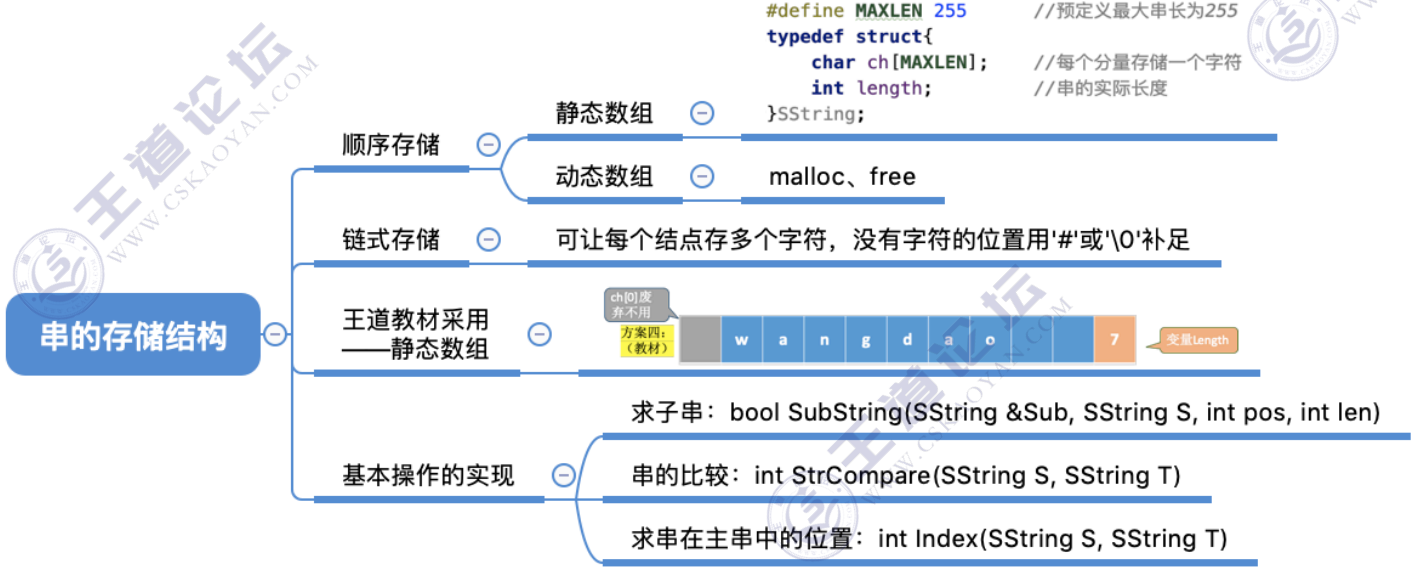 #define MAXLEN 255 //预定义最大串长为255
typedef struct{
char ch[MAXLEN]; //每个分量存储一个字符
int length; //串的实际长度
}SString;
静态数组
顺序存储
动态数组
malloc、free
链式存储
可让每个结点存多个字符，没有字符的位置用'#'或'\0'补足
串的存储结构
王道教材采用
——静态数组
ch[0]废
弃不用
方案四：
（教材）
w a n g d a o 7
变量Length
基本操作的实现
求子串：bool SubString(SString &Sub, SString S, int pos, int len)
串的比较：int StrCompare(SString S, SString T)
求串在主串中的位置：int Index(SString S, SString T)
王道论坛
WWW.CSKAOYAN.COM
王道论坛
WWW.CSKAOYAN.COM